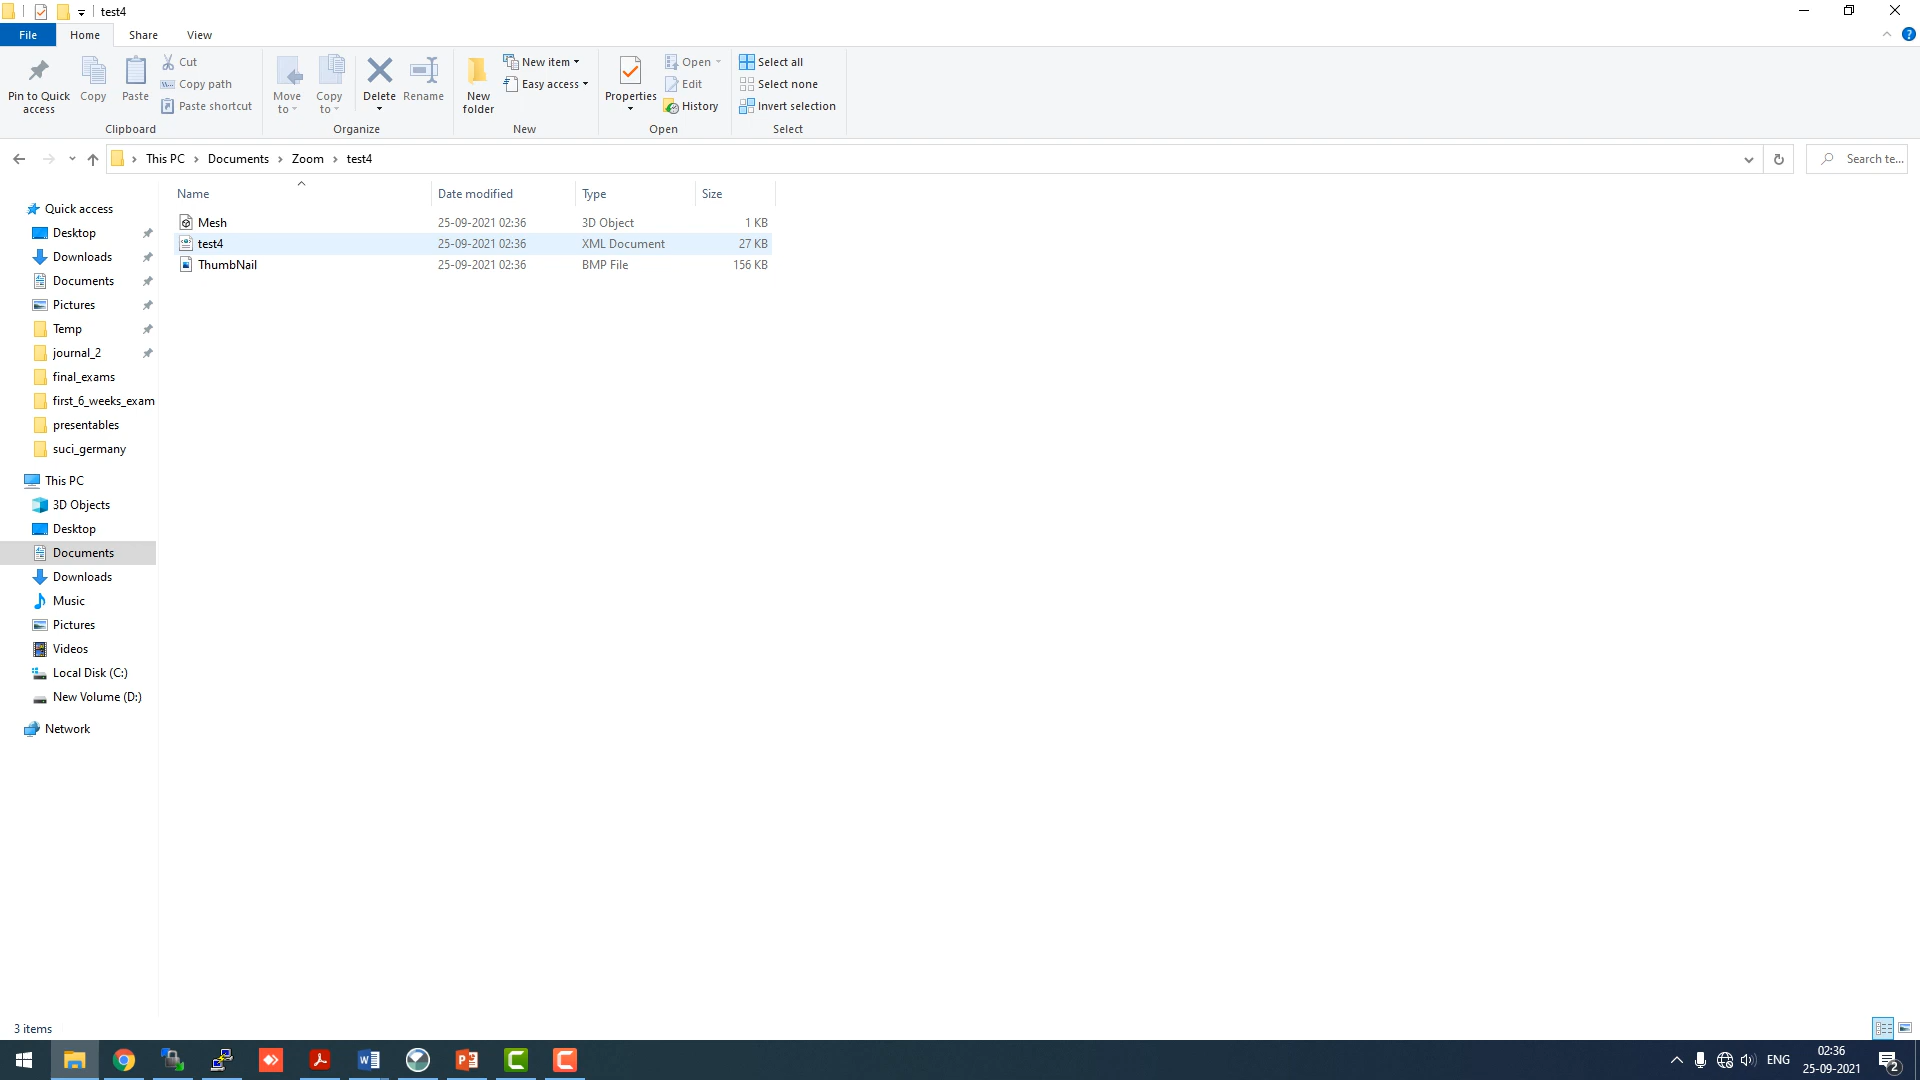 test4
File Home Share View
Pin to Quick access
Copy
Paste
Cut
Copy path
Paste shortcut
Clipboard
Move to
Copy to
Delete
Rename
Organize
New folder
New item
Easy access
New
Properties
Open
Edit
History
Open
Select all
Select none
Invert selection
Select
This PC > Documents > Zoom > test4
Search te...
Name Date modified Type Size
Mesh 25-09-2021 02:36 3D Object 1 KB
test4 25-09-2021 02:36 XML Document 27 KB
ThumbNail 25-09-2021 02:36 BMP File 156 KB
Quick access
Desktop
Downloads
Documents
Pictures
Temp
journal_2
final_exams
first_6_weeks_exam
presentables
suci_germany
This PC
3D Objects
Desktop
Documents
Downloads
Music
Pictures
Videos
Local Disk (C:)
New Volume (D:)
Network
3 items
ENG
02:36
25-09-2021
2